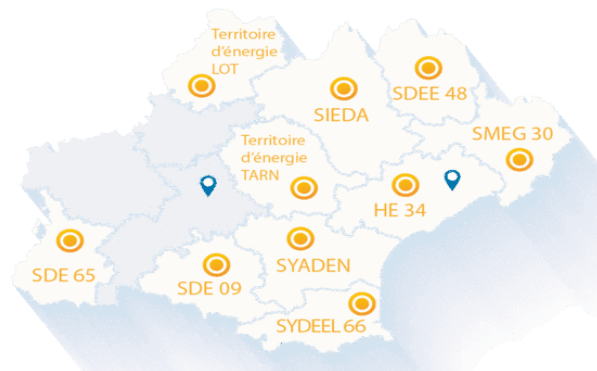 Territoire
d'énergie
LOT
SDEE 48
SIEDA
SMEG 30
Territoire
d'énergie
TARN
HE 34
SYADEN
SDE 65
SDE 09
SYDEEL 66